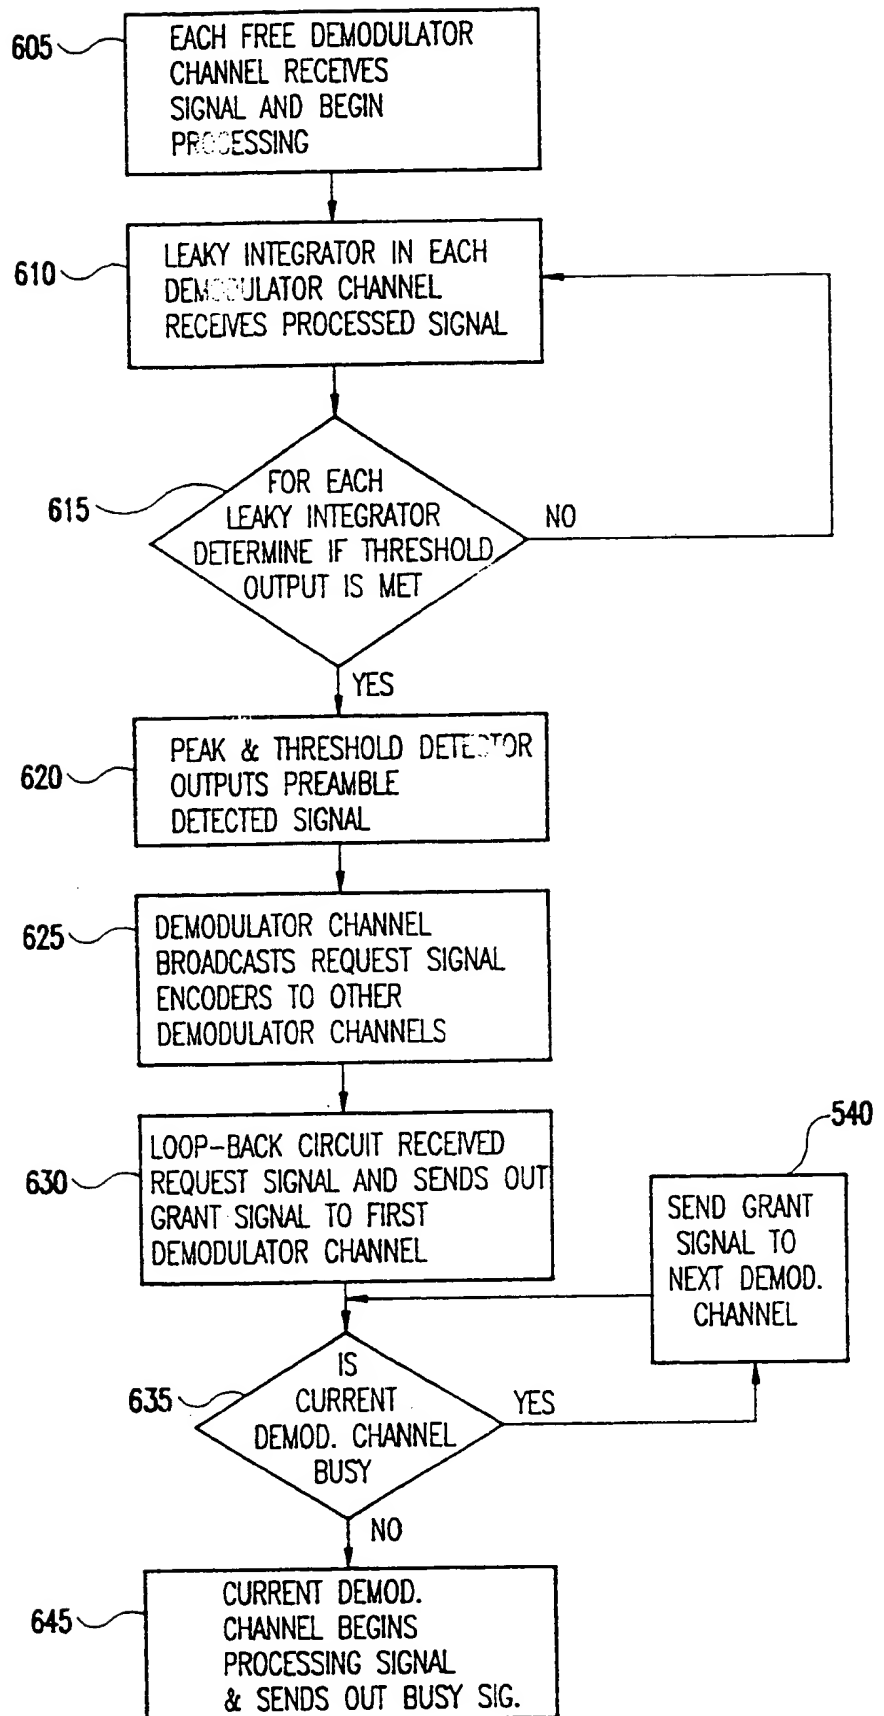 605
EACH FREE DEMODULATOR
CHANNEL RECEIVES
SIGNAL AND BEGIN
PROCESSING
610
LEAKY INTEGRATOR IN EACH
DEMODULATOR CHANNEL
RECEIVES PROCESSED SIGNAL
615
FOR EACH
LEAKY INTEGRATOR
DETERMINE IF THRESHOLD
OUTPUT IS MET
NO
YES
620
PEAK & THRESHOLD DETECTOR
OUTPUTS PREAMBLE
DETECTED SIGNAL
625
DEMODULATOR CHANNEL
BROADCASTS REQUEST SIGNAL
ENCODERS TO OTHER
DEMODULATOR CHANNELS
630
LOOP-BACK CIRCUIT RECEIVED
REQUEST SIGNAL AND SENDS OUT
GRANT SIGNAL TO FIRST
DEMODULATOR CHANNEL
540
SEND GRANT
SIGNAL TO
NEXT DEMOD.
CHANNEL
635
IS
CURRENT
DEMOD. CHANNEL
BUSY
YES
NO
645
CURRENT DEMOD.
CHANNEL BEGINS
PROCESSING SIGNAL
& SENDS OUT BUSY SIG.